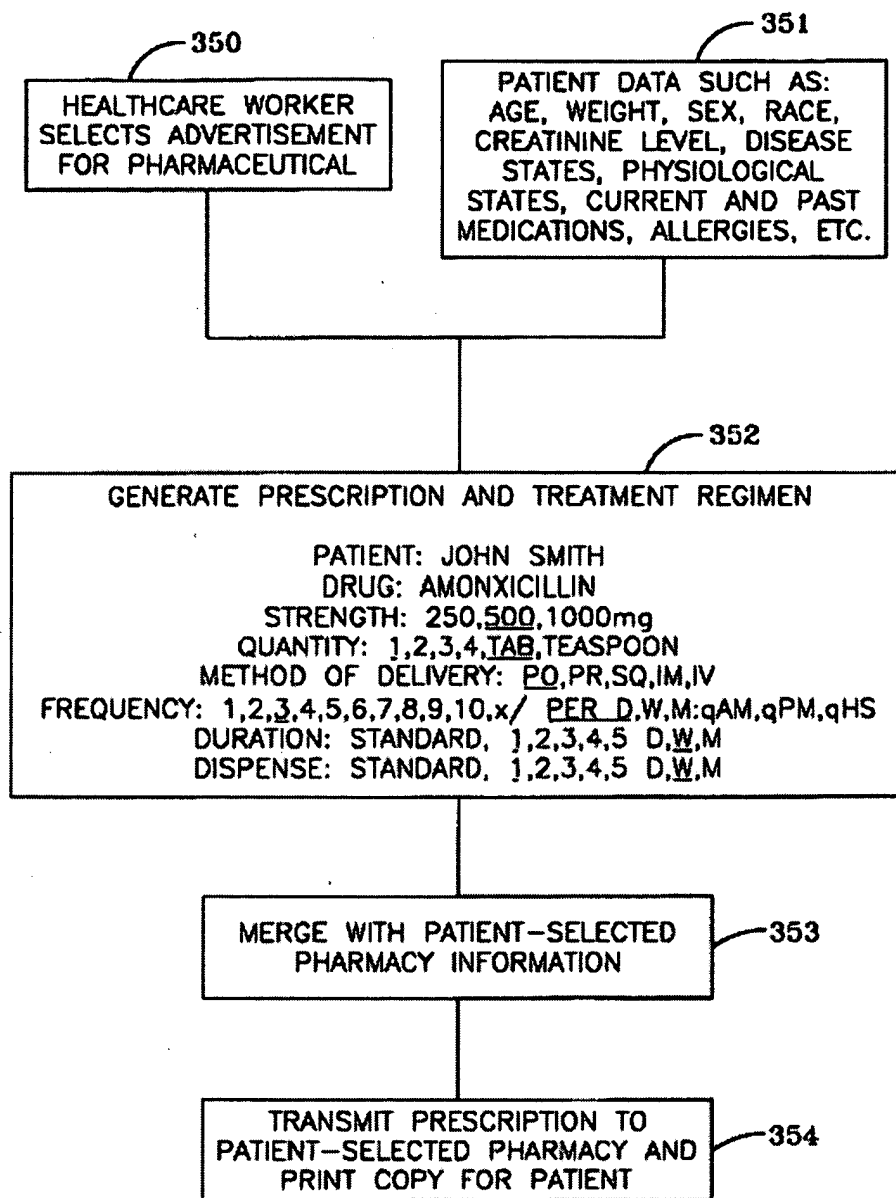 350
HEALTHCARE WORKER
SELECTS ADVERTISEMENT
FOR PHARMACEUTICAL
351
PATIENT DATA SUCH AS:
AGE, WEIGHT, SEX, RACE,
CREATININE LEVEL, DISEASE
STATES, PHYSIOLOGICAL
STATES, CURRENT AND PAST
MEDICATIONS, ALLERGIES, ETC.
352
GENERATE PRESCRIPTION AND TREATMENT REGIMEN
PATIENT: JOHN SMITH
DRUG: AMONXICILLIN
STRENGTH: 250,500,1000mg
QUANTITY: 1,2,3,4,TAB,TEASPOON
METHOD OF DELIVERY: PO,PR,SQ,IM,IV
FREQUENCY: 1,2,3,4,5,6,7,8,9,10,x/ PER D,W,M:qAM,qPM,qHS
DURATION: STANDARD, 1,2,3,4,5 D,W,M
DISPENSE: STANDARD, 1,2,3,4,5 D,W,M
MERGE WITH PATIENT-SELECTED
PHARMACY INFORMATION
353
TRANSMIT PRESCRIPTION TO
PATIENT-SELECTED PHARMACY AND
PRINT COPY FOR PATIENT
354